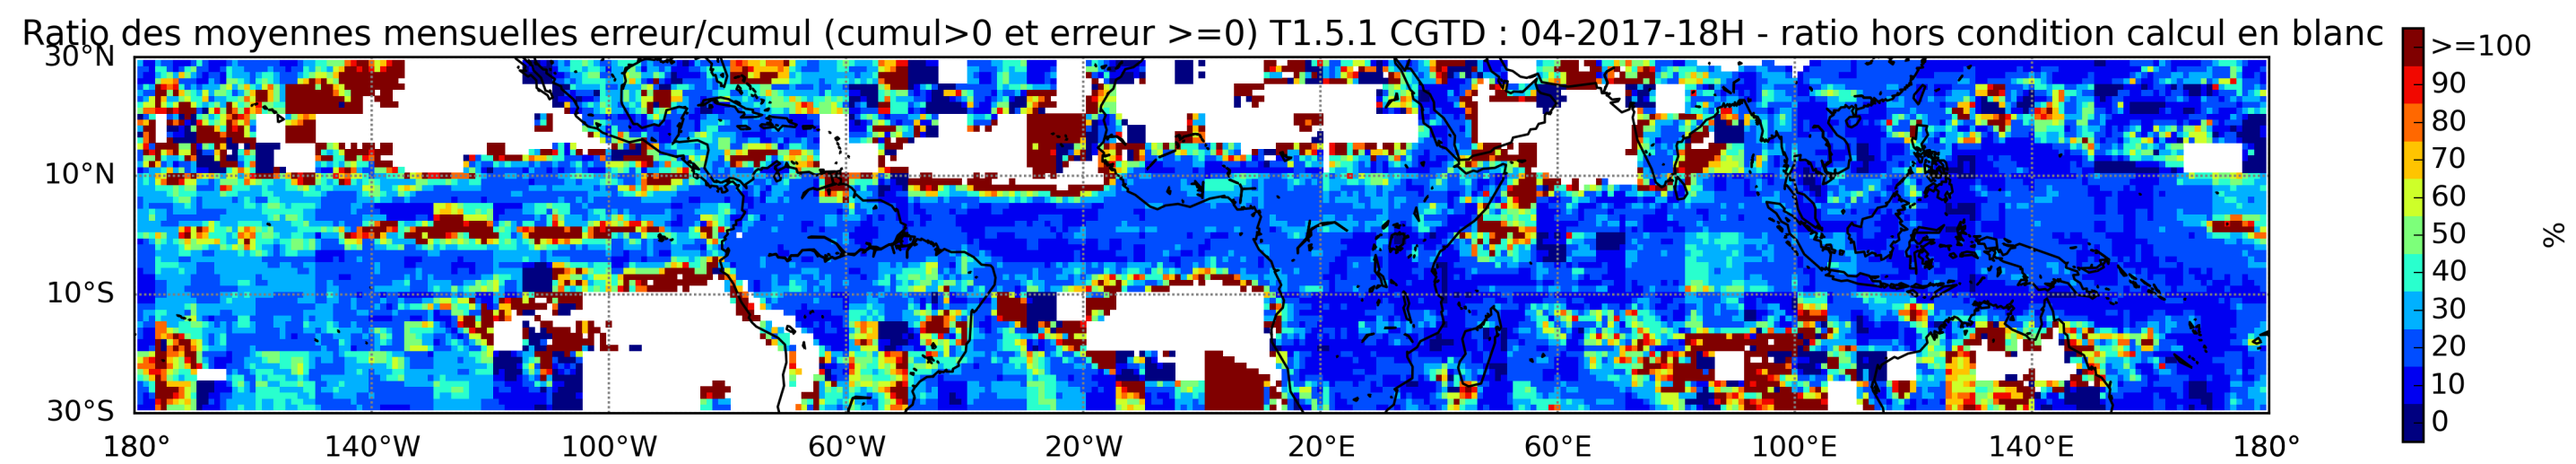 Ratio des moyennes mensuelles erreur/cumul (cumul>0 et erreur >=0) T1.5.1 CGTD : 04-2017-18H - ratio hors condition calcul en blanc
30°N
10°N
10°S
30°S
180° 140°W 100°W 60°W 20°W 20°E 60°E 100°E 140°E 180°
>=100
90
80
70
60
50
40
30
20
10
0
%